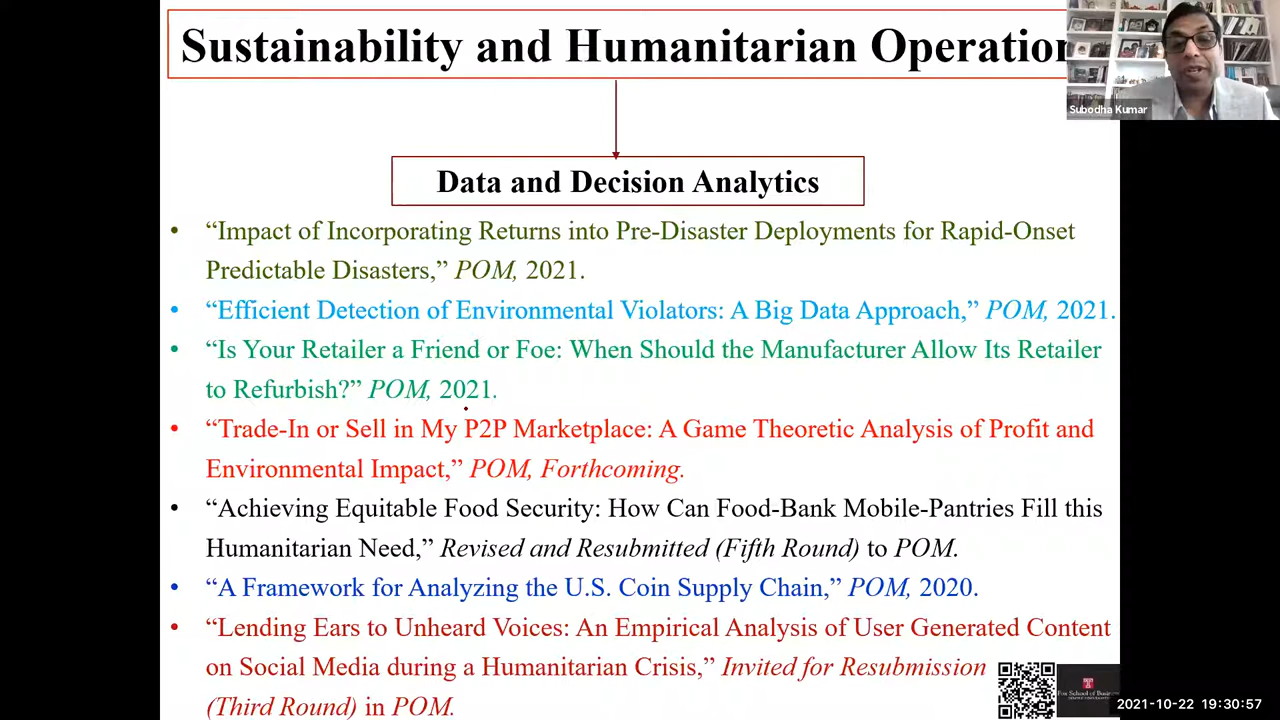 Sustainability and Humanitarian Operation
Subodha Kumar
Data and Decision Analytics
• “Impact of Incorporating Returns into Pre-Disaster Deployments for Rapid-Onset
Predictable Disasters,” POM, 2021.
• “Efficient Detection of Environmental Violators: A Big Data Approach,” POM, 2021.
• “Is Your Retailer a Friend or Foe: When Should the Manufacturer Allow Its Retailer
to Refurbish?” POM, 2021.
• “Trade-In or Sell in My P2P Marketplace: A Game Theoretic Analysis of Profit and
Environmental Impact,” POM, Forthcoming.
• “Achieving Equitable Food Security: How Can Food-Bank Mobile-Pantries Fill this
Humanitarian Need,” Revised and Resubmitted (Fifth Round) to POM.
• “A Framework for Analyzing the U.S. Coin Supply Chain,” POM, 2020.
• “Lending Ears to Unheard Voices: An Empirical Analysis of User Generated Content
on Social Media during a Humanitarian Crisis,” Invited for Resubmission
(Third Round) in POM.
Fox School of Business
2021-10-22 19:30:57